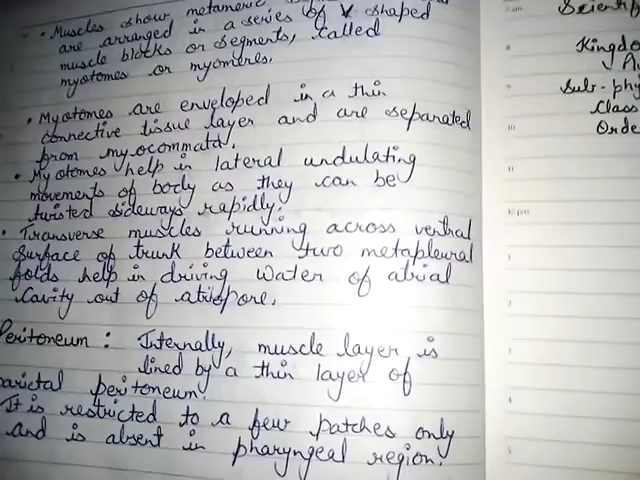 • Muscles show metameric
are arranged in a series of V shaped
muscle blocks or segments, called
myotomes or myomeres.
• Myotomes are enveloped in a thin
connective tissue layer and are separated
from myocommata.
• Myotomes help in lateral undulating
movements of body as they can be
twisted sideways rapidly.
• Transverse muscles running across ventral
surface of trunk between two metapleural
folds help in driving water of atrial
cavity out of atriopore.
Peritoneum : Internally, muscle layer is
lined by a thin layer of
parietal peritoneum.
It is restricted to a few patches only
and is absent in pharyngeal region.
Kingdo
Sub-phy
Class
Orde